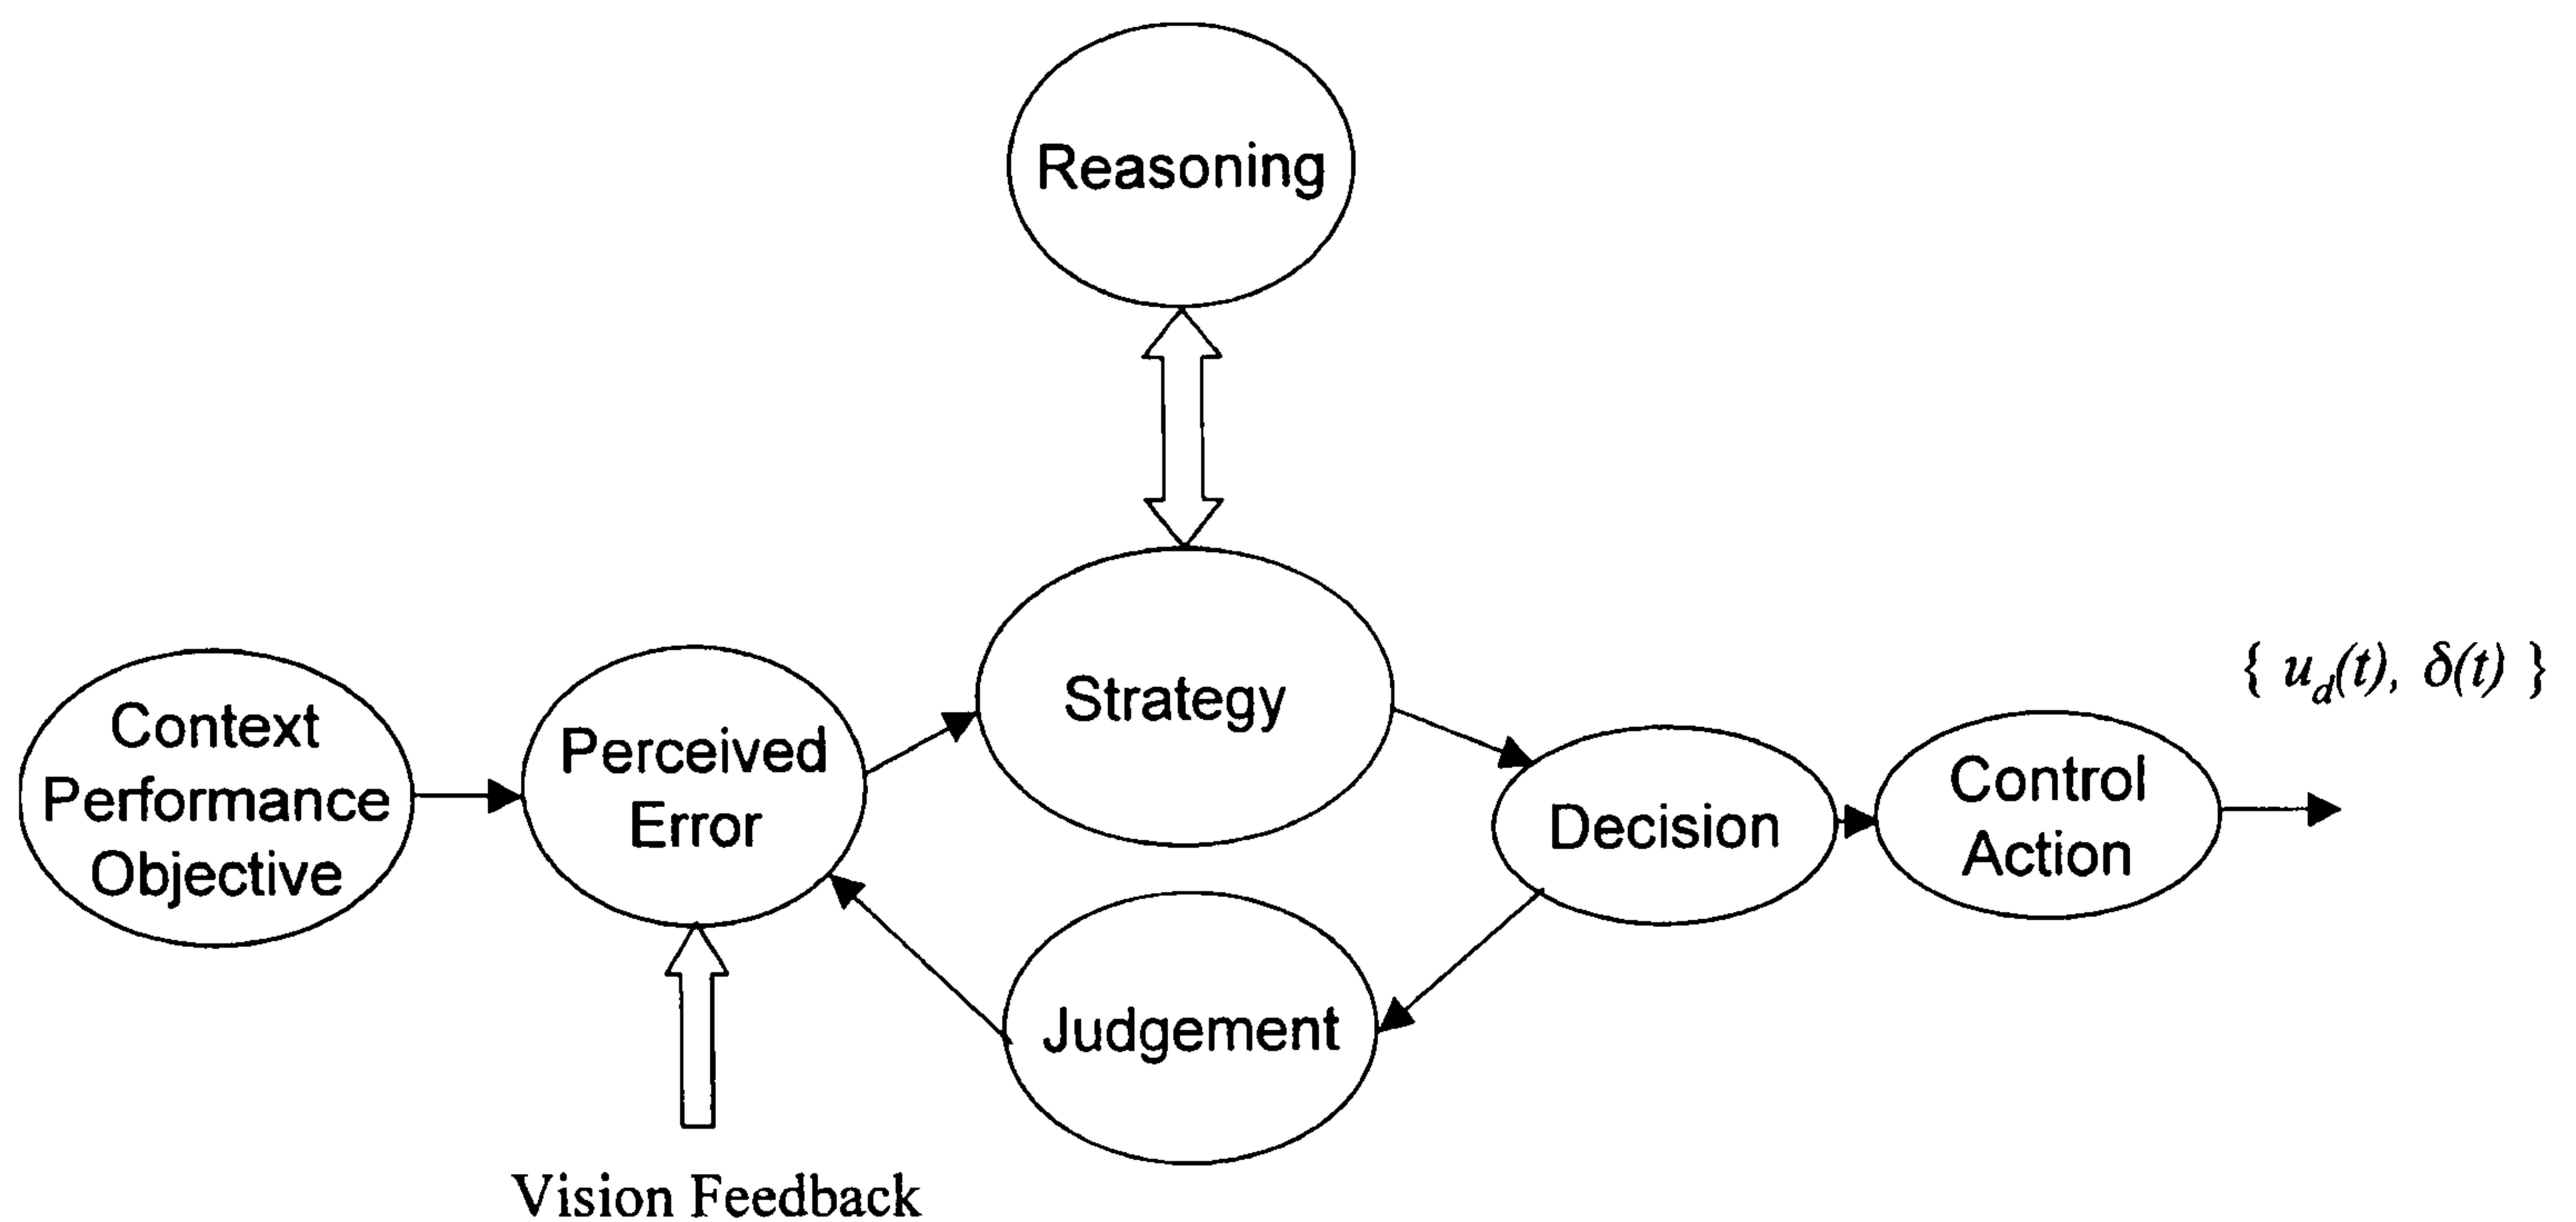 Reasoning
Strategy
{ u_d(t), δ(t) }
Context
Performance
Objective
Perceived
Error
Decision
Control
Action
Judgement
Vision Feedback